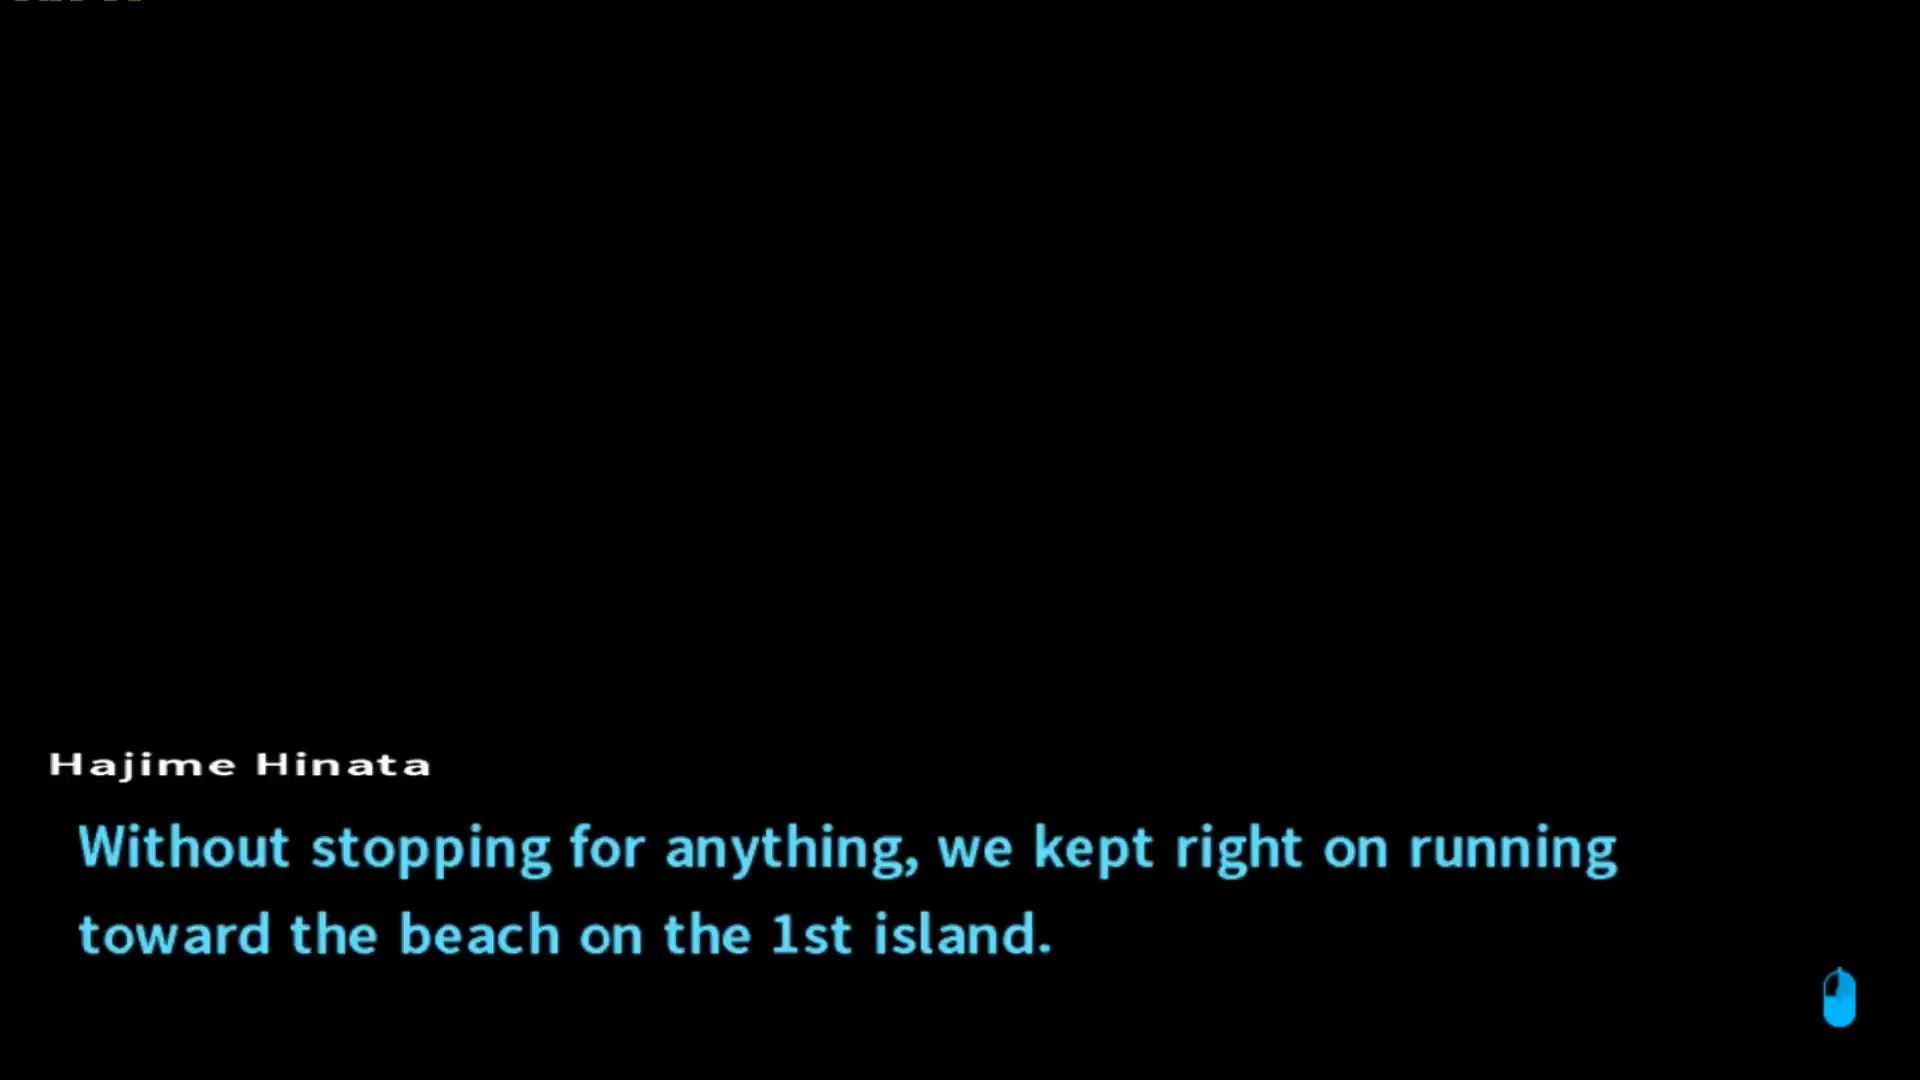 Hajime Hinata
Without stopping for anything, we kept right on running
toward the beach on the 1st island.